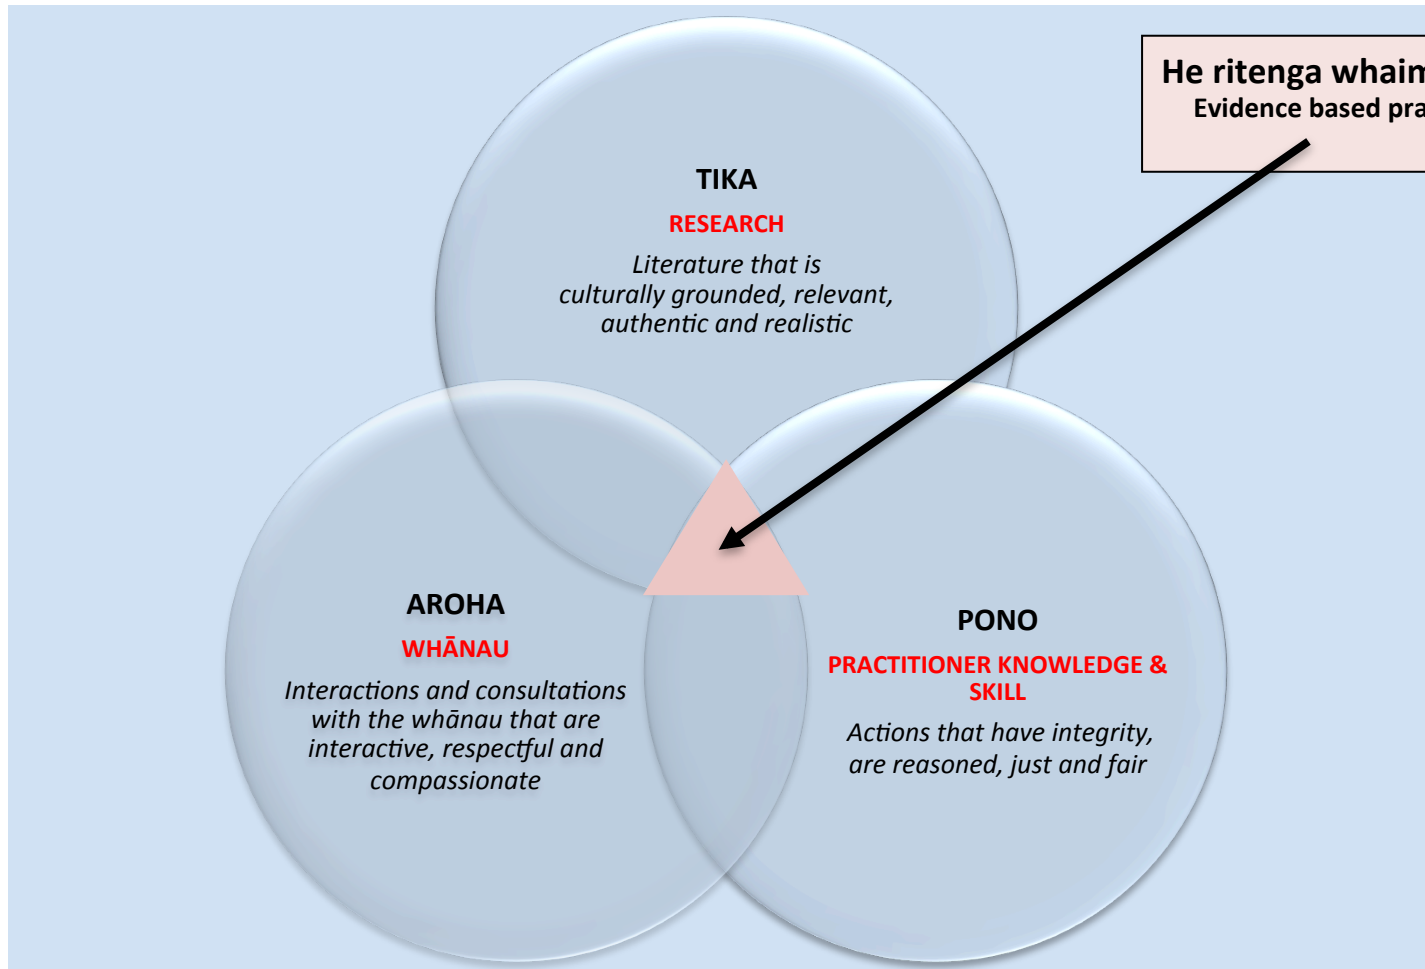 He ritenga
Evidence based
TIKA
RESEARCH
Literature that is
culturally grounded, relevant,
authentic and realistic
AROHA
WHĀNAU
Interactions and consultations
with the whānau that are
interactive, respectful and
compassionate
PONO
PRACTITIONER KNOWLEDGE &
SKILL
Actions that have integrity,
are reasoned, just and fair